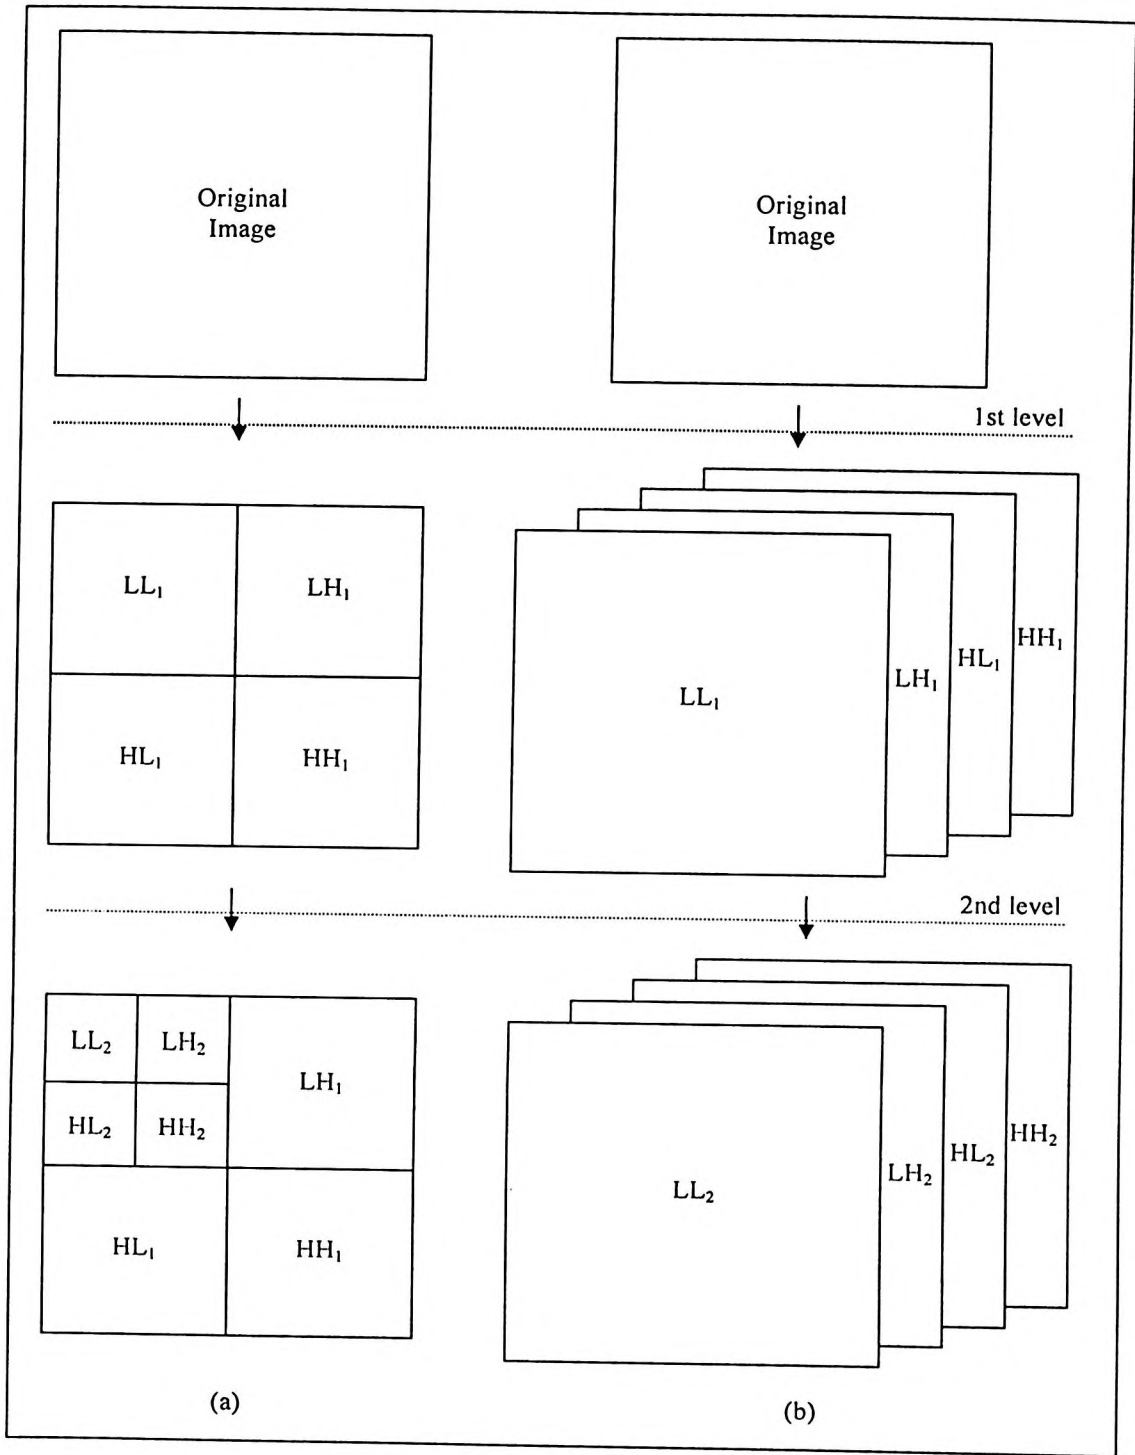 Original
Image
Original
Image
1st level
LL₁
LH₁
HL₁
HH₁
LL₁
LH₁
HL₁
HH₁
2nd level
LL₂
LH₂
HL₂
HH₂
LH₁
HL₁
HH₁
LL₂
LH₂
HL₂
HH₂
(a)
(b)